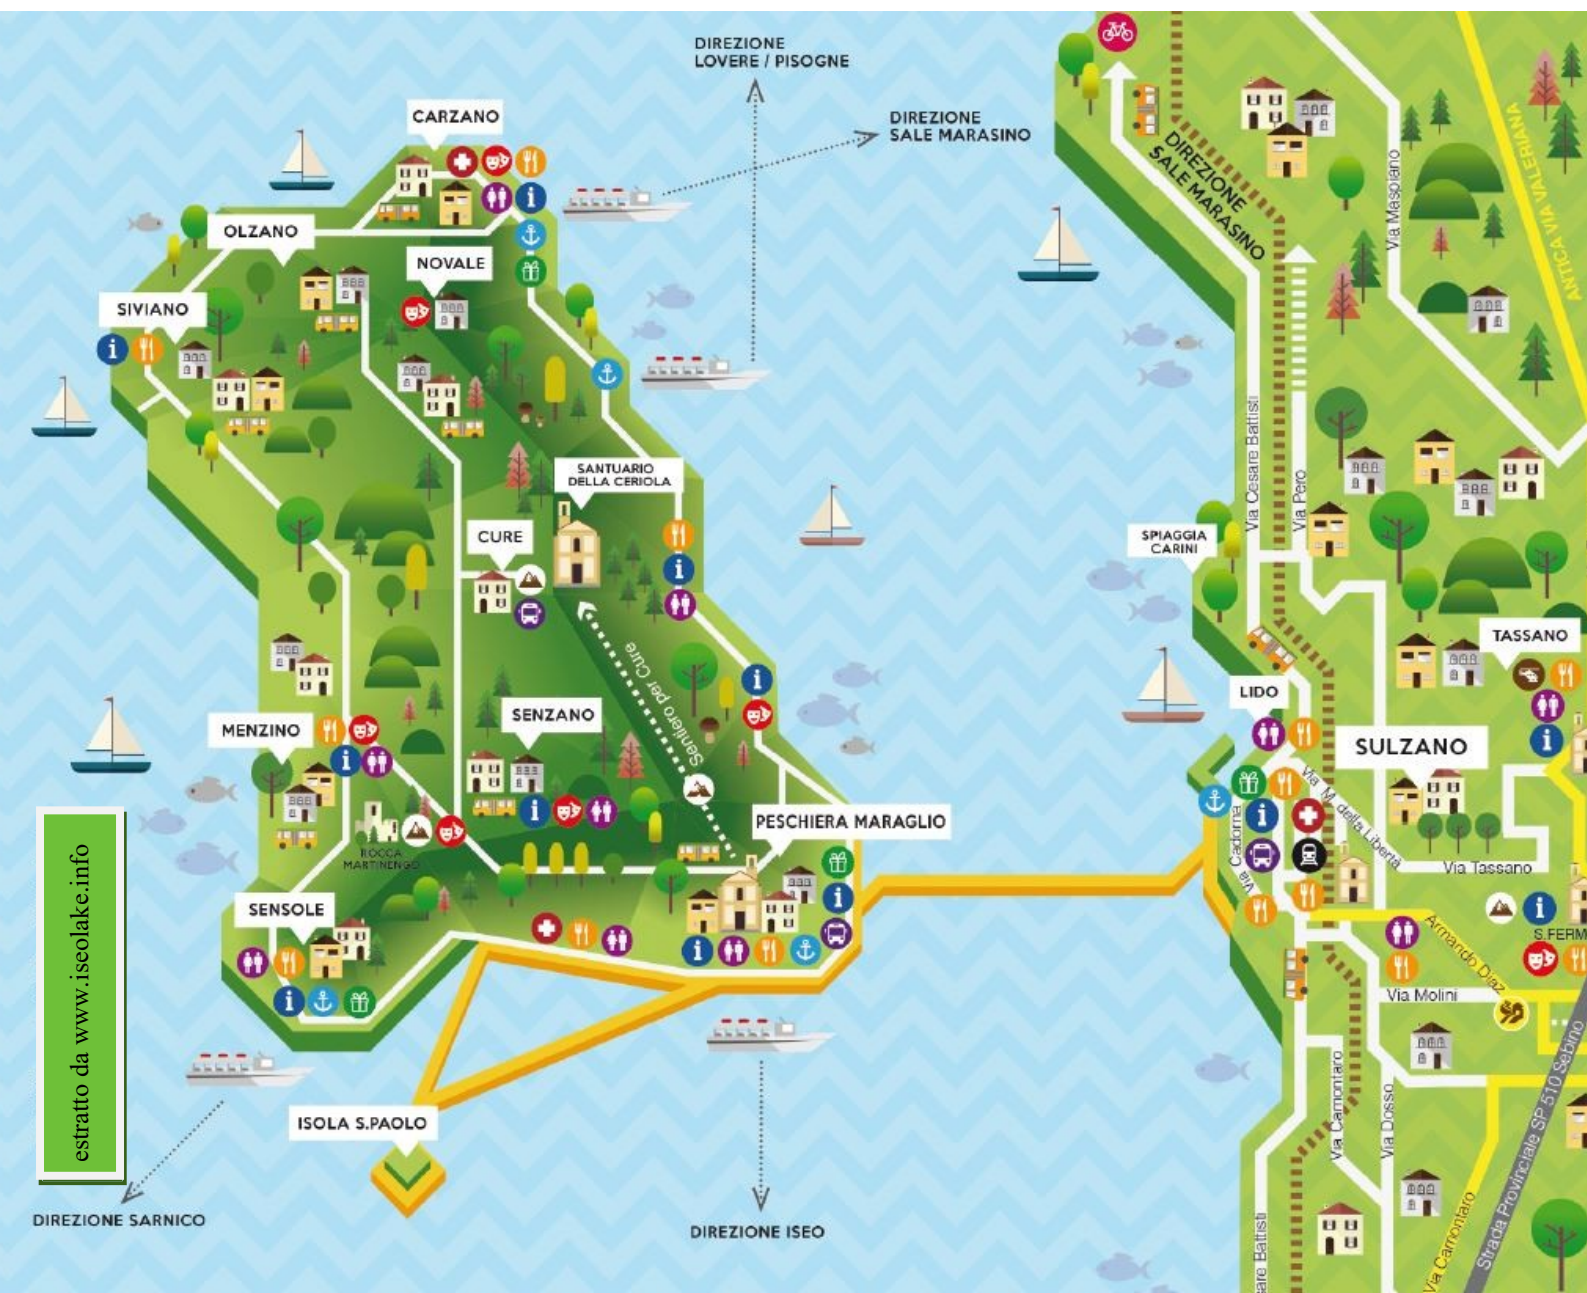 DIREZIONE
LOVERE / PISOGNE
DIREZIONE
SALE MARASINO
CARZANO
OLZANO
NOVALE
SIVIANO
SANTUARIO
DELLA CERIOLA
CURE
Sentiero per Cure
SENZANO
MENZINO
ROCCA
MARTINENGO
PESCHIERA MARAGLIO
SENSOLE
ISOLA S.PAOLO
DIREZIONE SARNICO
DIREZIONE ISEO
estratto da www.iseolake.info
DIREZIONE
SALE MARASINO
Via Maspiano
ANTICA VIA VALERIANA
Via Cesare Battisti
Via Pero
SPIAGGIA
CARINI
TASSANO
LIDO
SULZANO
Via M. della Libertà
Via Cadorna
Via Tassano
Armando Diaz
S.FERM
Via Molini
Via Camontaro
Via Dosso
Strada Provinciale SP 510 Sebino
Via Camontaro
are Battisti